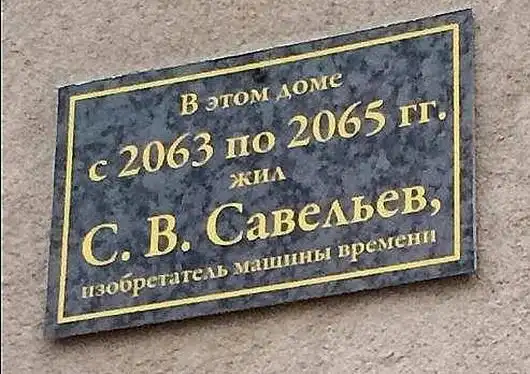 В этом доме
с 2063 по 2065 гг.
жил
С. В. Савельев,
изобретатель машины времени